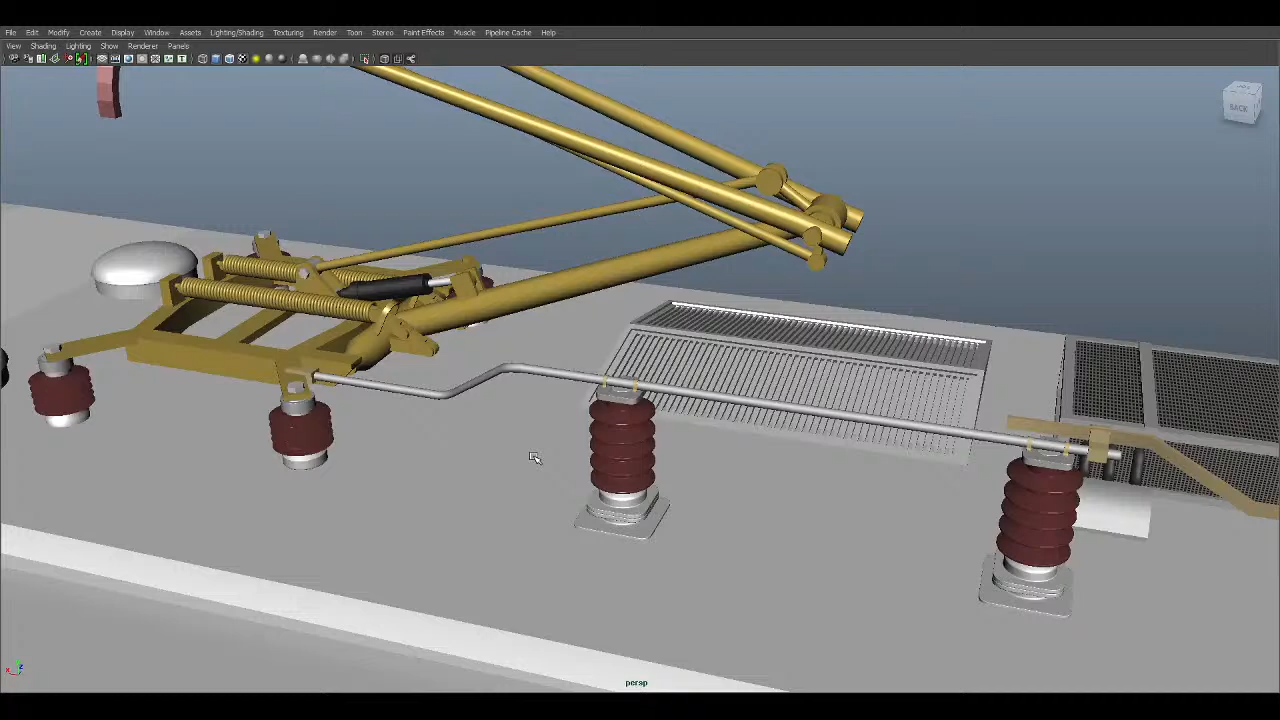 File Edit Modify Create Display Window Assets Lighting/Shading Texturing Render Toon Stereo Paint Effects Muscle Pipeline Cache Help
View Shading Lighting Show Renderer Panels
BACK
persp